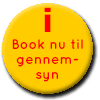 i
Book nu til
gennem-
syn